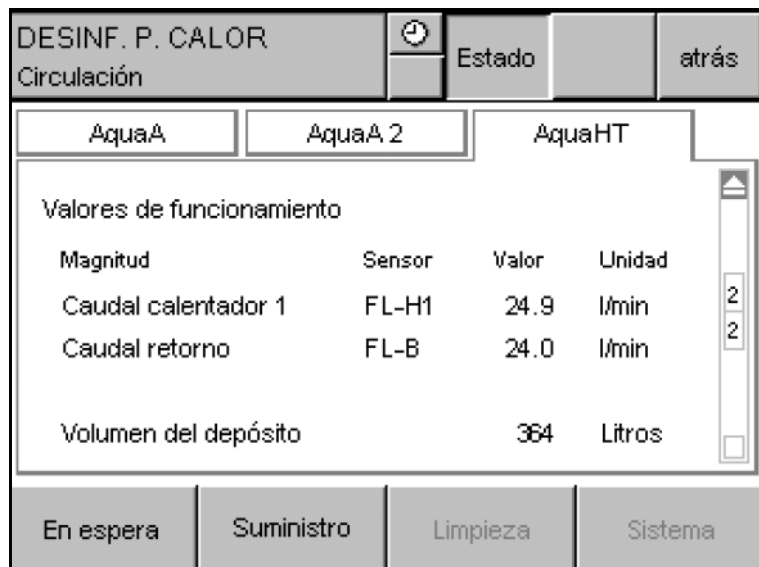 DESINF. P. CALOR
Circulación
Estado
atrás
AquaA
AquaA 2
AquaHT
Valores de funcionamiento
Magnitud Sensor Valor Unidad
Caudal calentador 1 FL-H1 24.9 l/min
Caudal retorno FL-B 24.0 l/min
2
2
Volumen del depósito 364 Litros
En espera
Suministro
Limpieza
Sistema